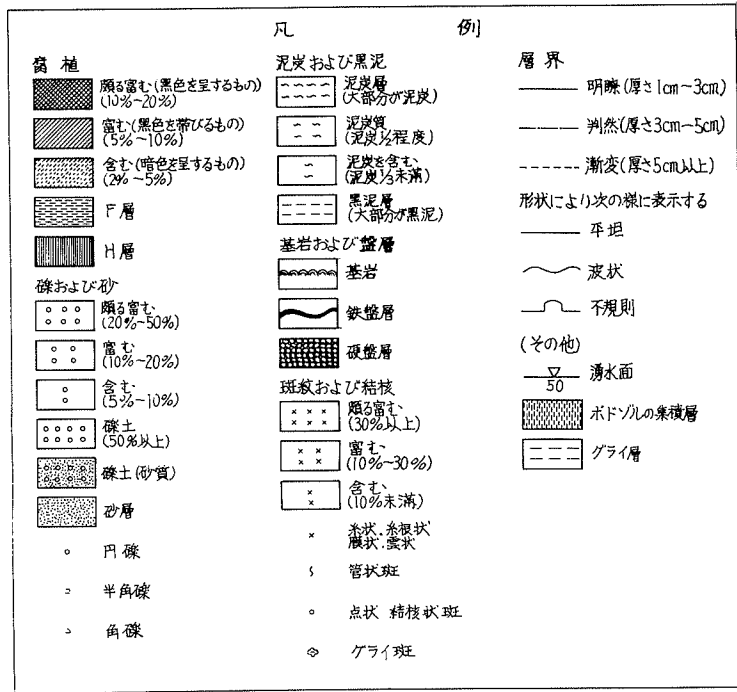 凡例
腐植
頗る富む(黒色を呈するもの)
(10%~20%)
富む(黒色を帯びるもの)
(5%~10%)
含む(暗色を呈するもの)
(2%~5%)
F層
H層
礫および砂
頗る富む
(20%~50%)
富む
(10%~20%)
含む
(5%~10%)
礫土
(50%以上)
礫土(砂質)
砂層
円礫
半角礫
角礫
泥炭および黒泥
泥炭層
(大部分が泥炭)
泥炭質
(泥炭1/2程度)
泥炭を含む
(泥炭1/3未満)
黒泥層
(大部分が黒泥)
基岩および盤層
基岩
鉄盤層
硬盤層
斑紋および結核
頗る富む
(30%以上)
富む
(10%~30%)
含む
(10%未満)
糸状.糸根状
膜状.雲状
管状斑
点状 結核状斑
グライ斑
層界
明瞭(厚さ1cm~3cm)
判然(厚さ3cm~5cm)
漸変(厚さ5cm以上)
形状により次の様に表示する
平坦
波状
不規則
(その他)
湧水面
50
ポドゾルの集積層
グライ層